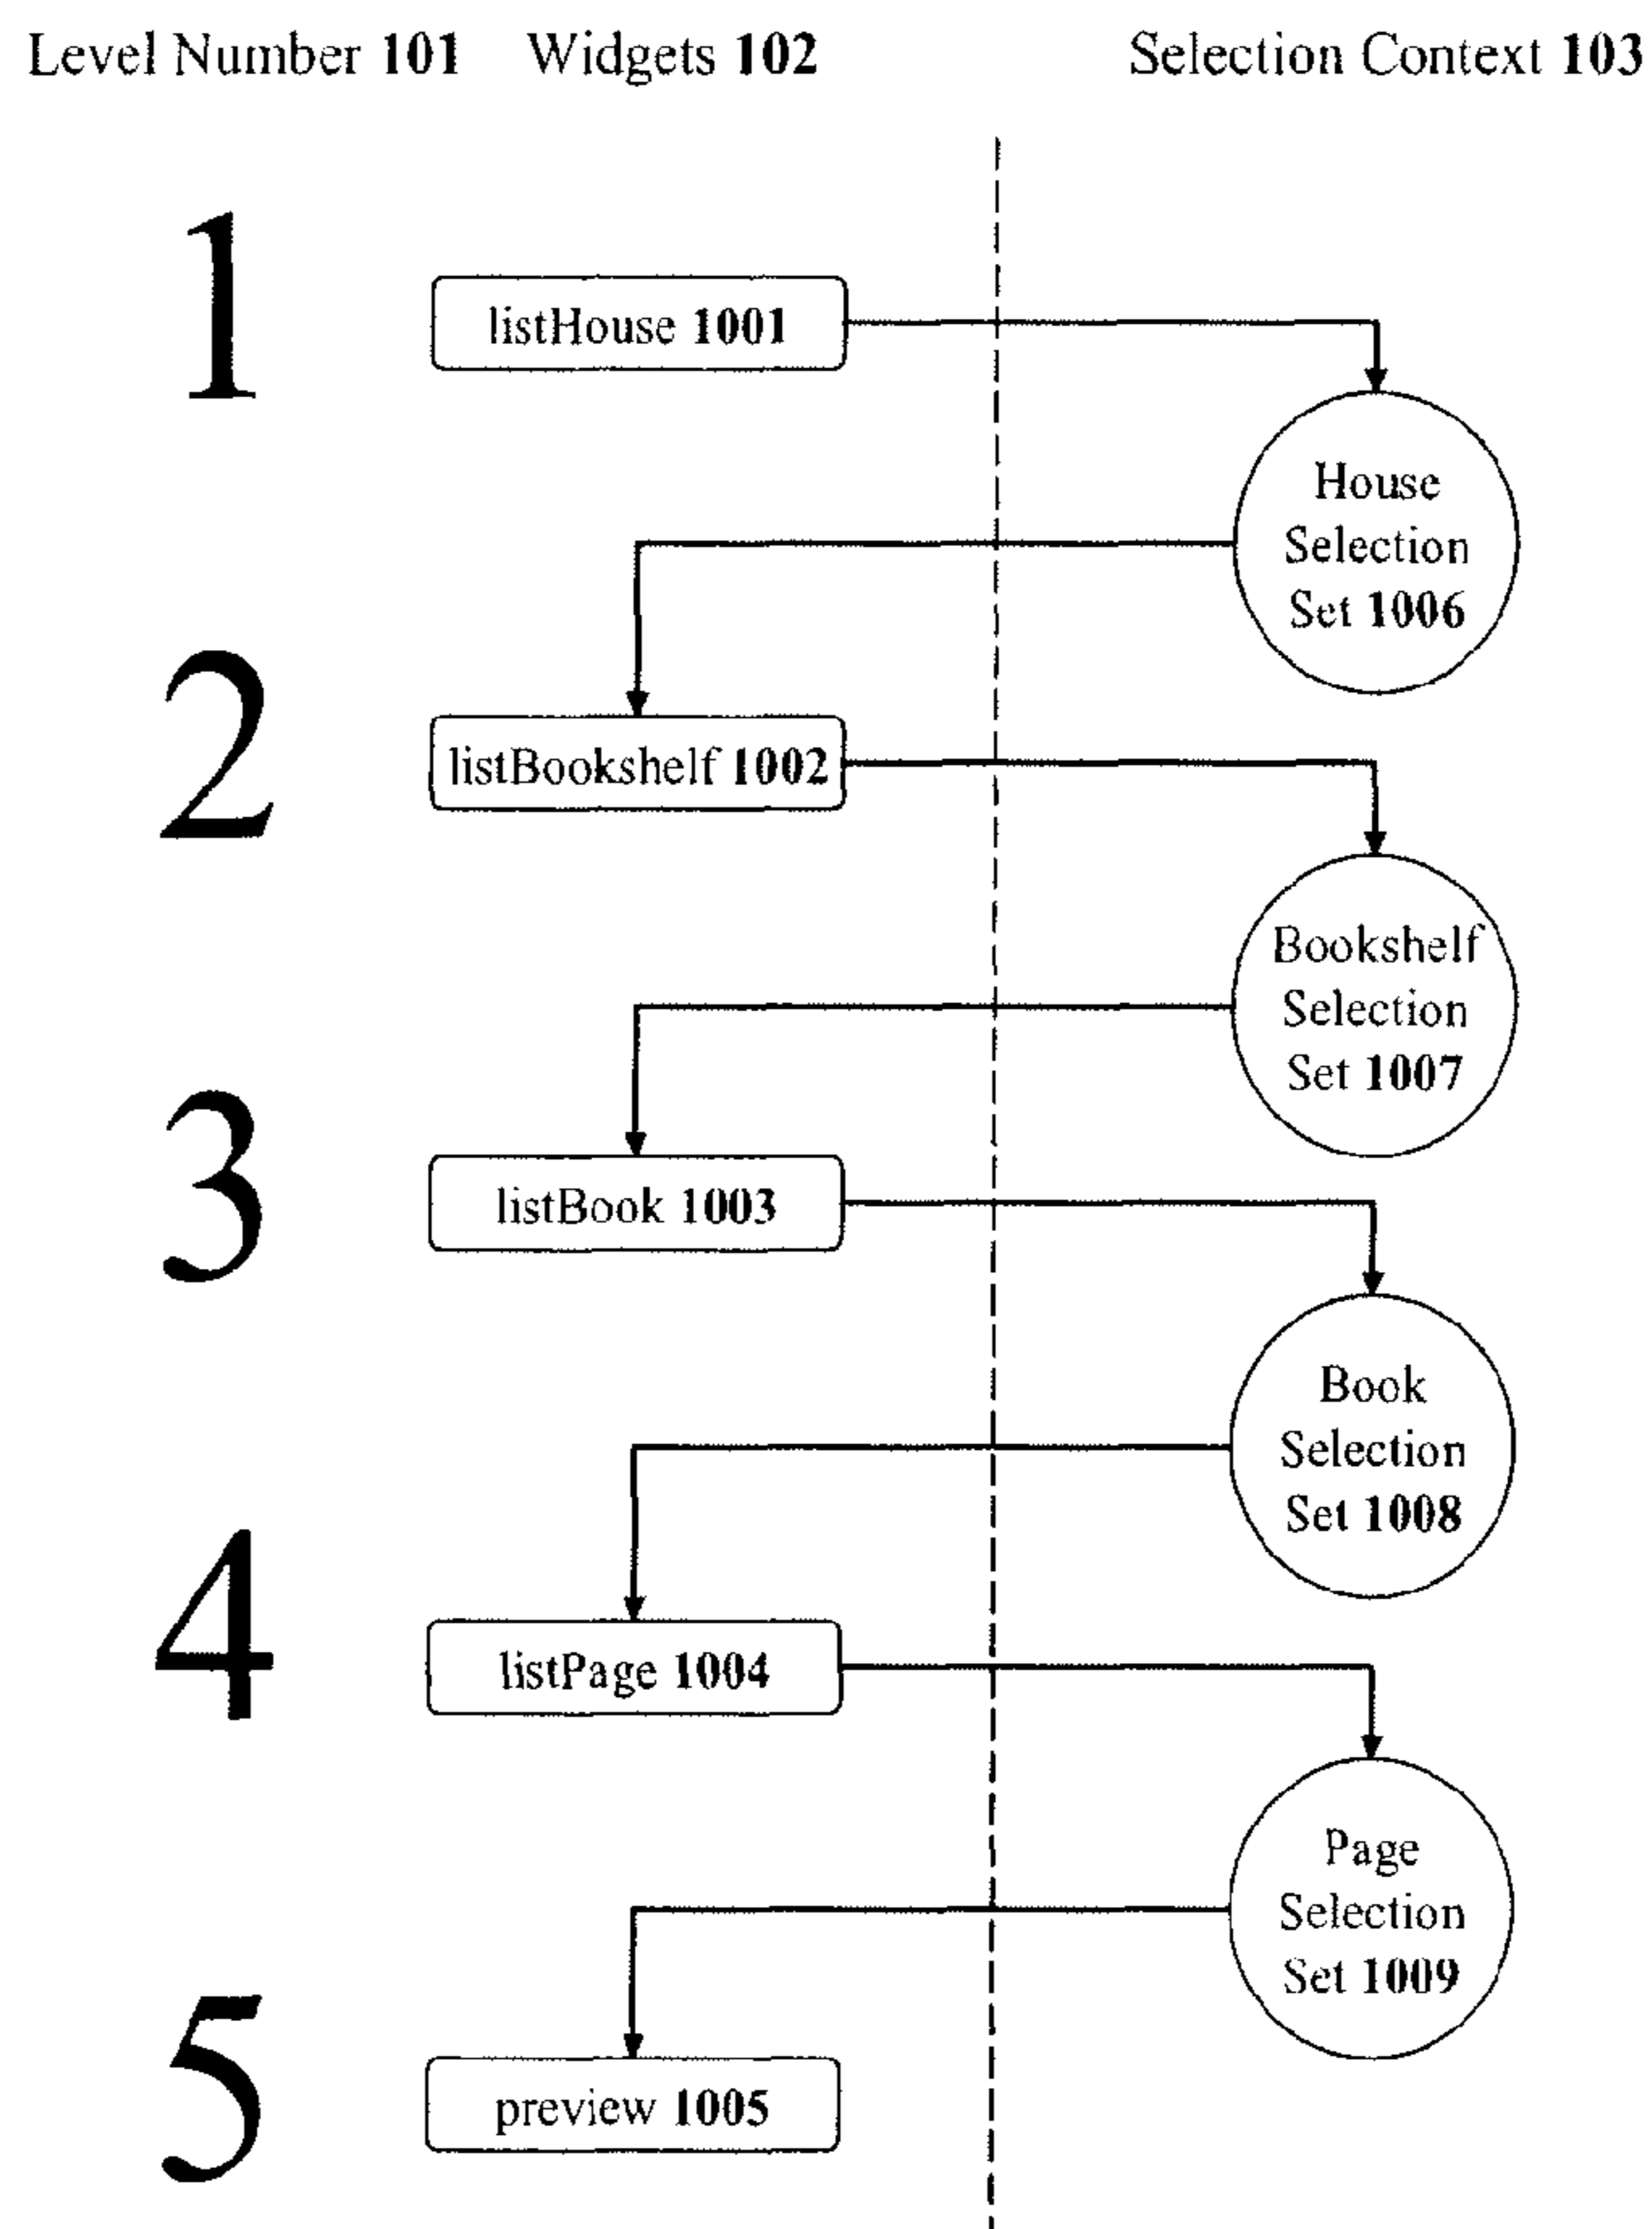 Level Number 101 Widgets 102 Selection Context 103
1
listHouse 1001
House
Selection
Set 1006
2
listBookshelf 1002
Bookshelf
Selection
Set 1007
3
listBook 1003
Book
Selection
Set 1008
4
listPage 1004
Page
Selection
Set 1009
5
preview 1005